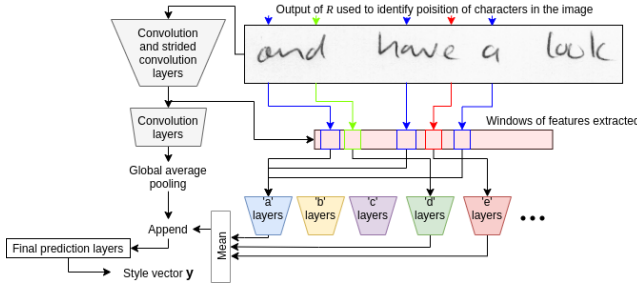 Output of R used to identify poisition of characters in the image
Convolution
and strided
convolution
layers
and have a look
Convolution
layers
Windows of features extracted
Global average
pooling
'a'
layers
'b'
layers
'c'
layers
'd'
layers
'e'
layers
...
Append
Mean
Final prediction layers
Style vector y